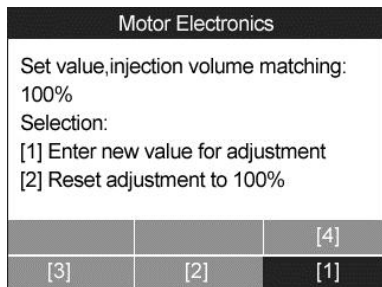 Motor Electronics
Set value,injection volume matching:
100%
Selection:
[1] Enter new value for adjustment
[2] Reset adjustment to 100%
[4]
[3] [2] [1]